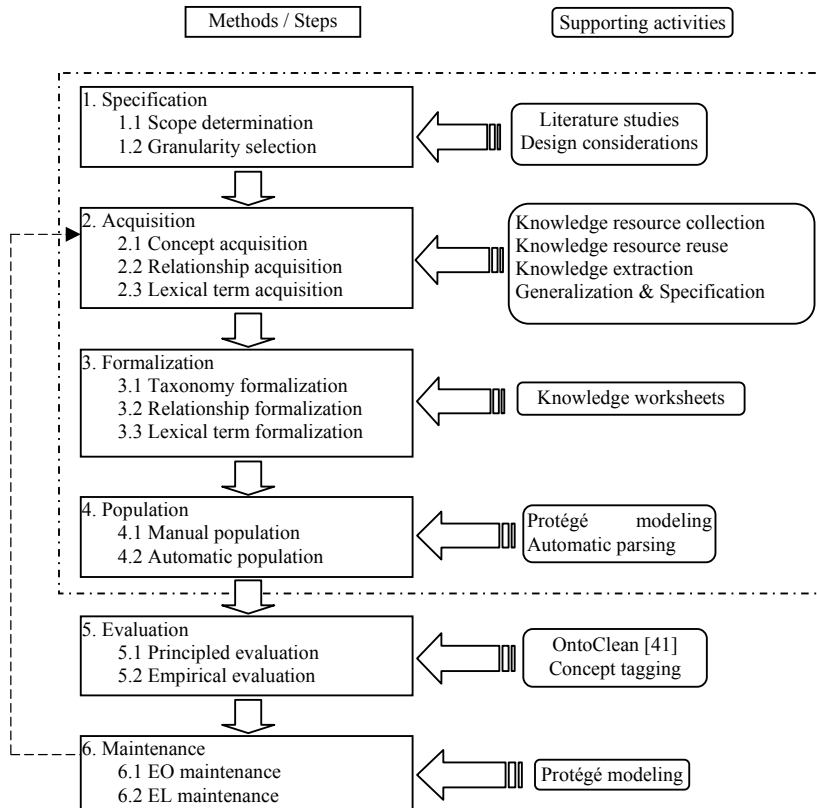 Methods / Steps
Supporting activities
1. Specification
1.1 Scope determination
1.2 Granularity selection
Literature studies
Design considerations
2. Acquisition
2.1 Concept acquisition
2.2 Relationship acquisition
2.3 Lexical term acquisition
Knowledge resource collection
Knowledge resource reuse
Knowledge extraction
Generalization & Specification
3. Formalization
3.1 Taxonomy formalization
3.2 Relationship formalization
3.3 Lexical term formalization
Knowledge worksheets
4. Population
4.1 Manual population
4.2 Automatic population
Protégé modeling
Automatic parsing
5. Evaluation
5.1 Principled evaluation
5.2 Empirical evaluation
OntoClean [41]
Concept tagging
6. Maintenance
6.1 EO maintenance
6.2 EL maintenance
Protégé modeling